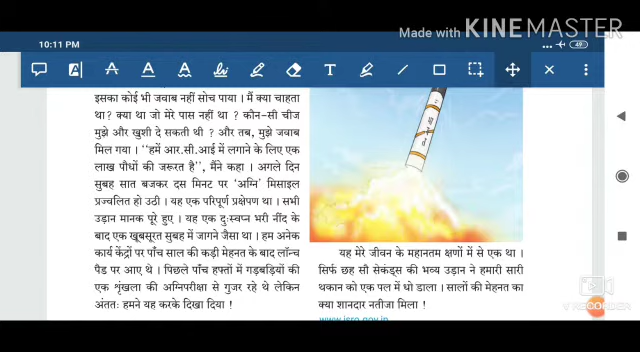 Made with KINEMASTER
10:11 PM
49
इसका कोई भी जवाब नहीं सोच पाया । मैं क्या चाहता
था ? क्या था जो मेरे पास नहीं था ? कौन-सी चीज
मुझे और खुशी दे सकती थी ? और तब, मुझे जवाब
मिल गया । ‘‘हमें आर.सी.आई में लगाने के लिए एक
लाख पौधों की जरूरत है’’, मैंने कहा । अगले दिन
सुबह सात बजकर दस मिनट पर ‘अग्नि’ मिसाइल
प्रज्वलित हो उठी । यह एक परिपूर्ण प्रक्षेपण था । सभी
उड़ान मानक पूरे हुए । यह एक दुःस्वप्न भरी नींद के
बाद एक खूबसूरत सुबह में जागने जैसा था । हम अनेक
कार्य केंद्रों पर पाँच साल की कड़ी मेहनत के बाद लॉन्च
पैड पर आए थे । पिछले पाँच हफ्तों में गड़बड़ियों की
एक शृंखला की अग्निपरीक्षा से गुजर रहे थे लेकिन
अंततः हमने यह करके दिखा दिया !
यह मेरे जीवन के महानतम क्षणों में से एक था ।
सिर्फ छह सौ सेकंड्स की भव्य उड़ान ने हमारी सारी
थकान को एक पल में धो डाला । सालों की मेहनत का
क्या शानदार नतीजा मिला !
www.isro.gov.in
V RECORDER